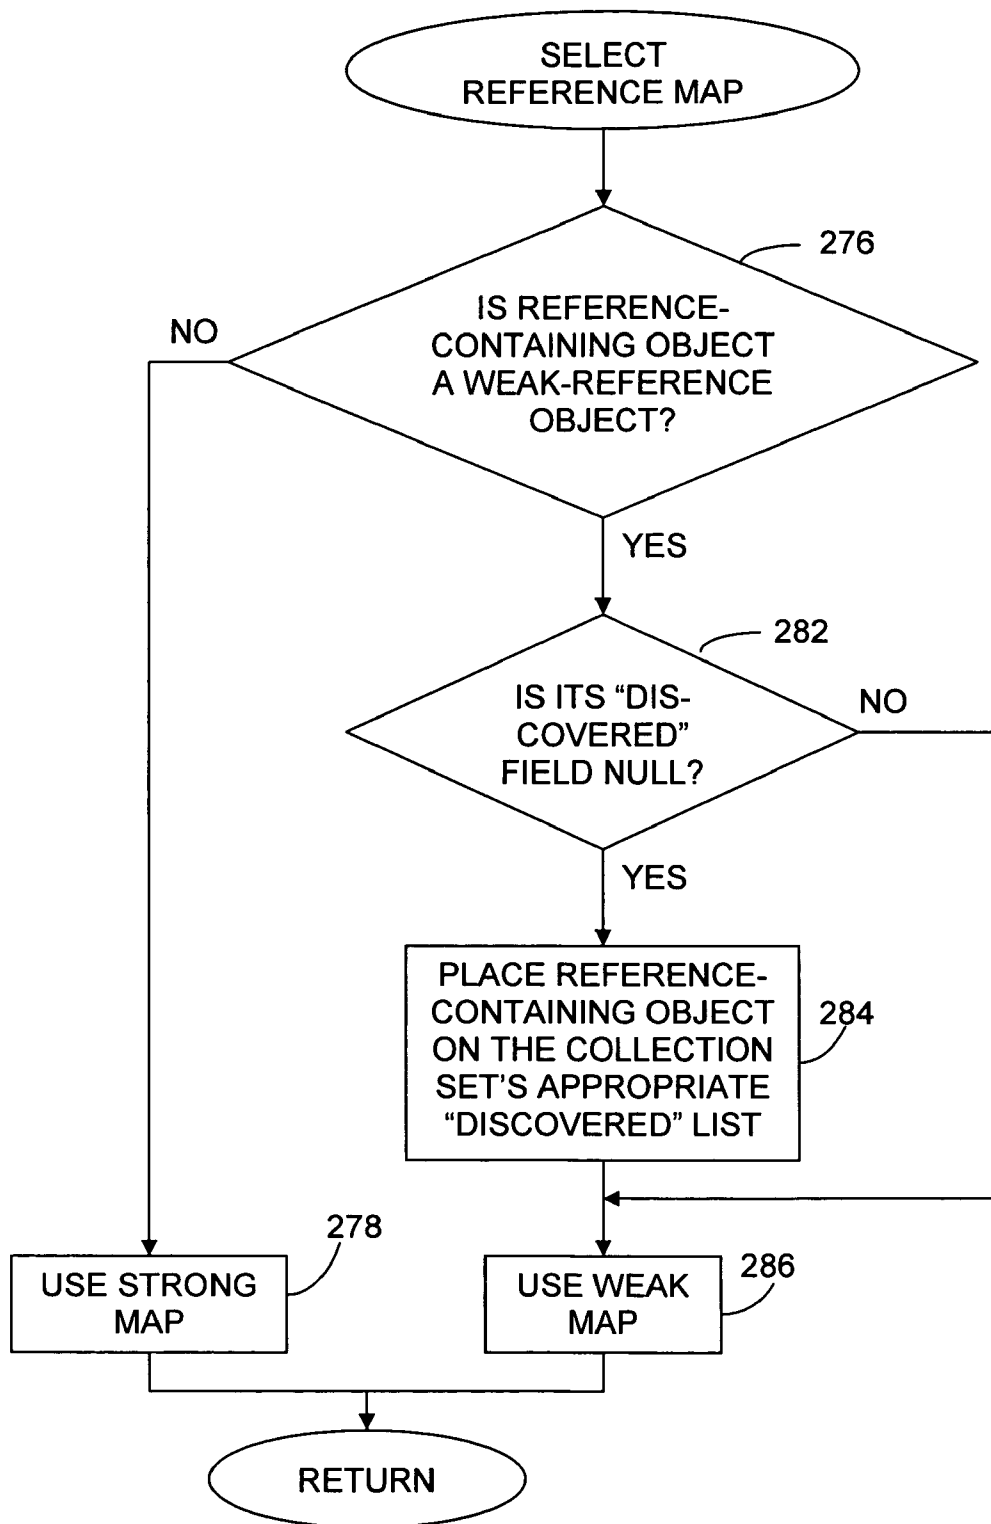 SELECT
REFERENCE MAP
276
IS REFERENCE-
CONTAINING OBJECT
A WEAK-REFERENCE
OBJECT?
NO
YES
282
IS ITS “DIS-
COVERED”
FIELD NULL?
NO
YES
PLACE REFERENCE-
CONTAINING OBJECT
ON THE COLLECTION
SET'S APPROPRIATE
“DISCOVERED” LIST
284
278
USE STRONG
MAP
286
USE WEAK
MAP
RETURN